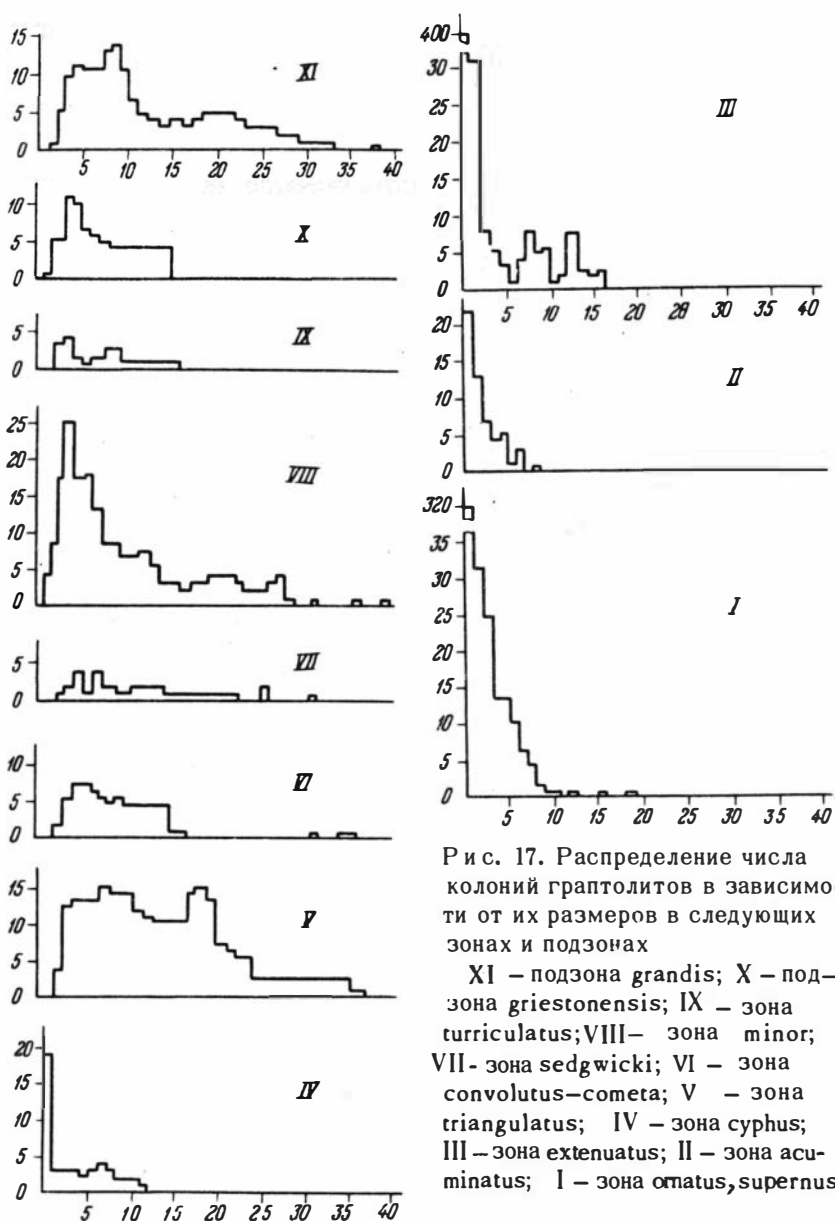 15
10
5
0
XI
5 10 15 20 25 30 35 40
10
5
0
X
5
0
IX
25
20
15
10
5
0
VIII
5
0
VII
10
5
0
VI
15
10
5
0
V
20
15
10
5
0
IV
5 10 15 20 25 30 35 40
400
30
25
20
15
10
5
0
III
5 10 15 20 28 30 35 40
20
15
10
5
0
II
320
35
30
25
20
15
10
5
0
I
5 10 15 20 25 30 35 40
Рис. 17. Распределение числа
колоний граптолитов в зависимо
ти от их размеров в следующих
зонах и подзонах
XI – подзона grandis; X – под–
зона griestonensis; IX – зона
turriculatus; VIII– зона minor;
VII- зона sedgwicki; VI – зона
convolutus–cometa; V – зона
triangulatus; IV – зона cyphus;
III – зона extenuatus; II – зона acu-
minatus; I – зона ornatus, supernus